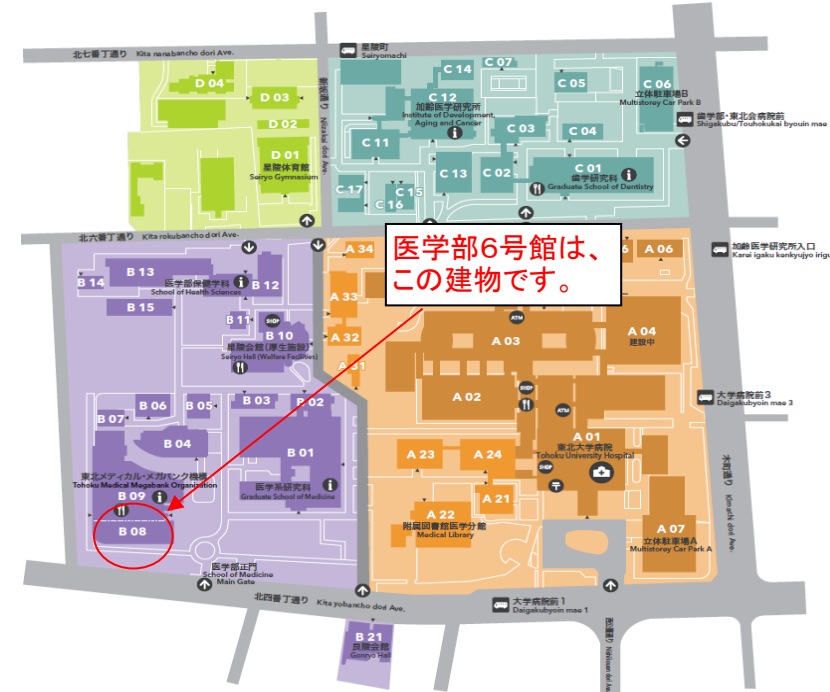 北七番丁通り Kita nanabancho dori Ave.
星陵町
Seiryomachi
D 04
D 03
D 02
D 01
星陵体育館
Seiryo Gymnasium
C 14
C 07
C 12
加齢医学研究所
Institute of Development,
Aging and Cancer
C 05
C 06
立体駐車場B
Multistorey Car Park B
歯学部・東北会病院前
Shigakubu/Touhokukai byouin mae
C 03
C 04
C 11
C 13
C 02
C 01
歯学研究科
Graduate School of Dentistry
C 17
C 15
C 16
北六番丁通り Kita rokubancho dori Ave.
医学部6号館は、
この建物です。
A 34
A 06
加齢医学研究所入口
Karei igaku kenkyujyo irigu
B 13
B 14
B 15
医学部保健学科
School of Health Sciences
B 12
B 11
SHOP
B 10
星陵会館(厚生施設)
Seiryo Hall (Welfare Facilities)
A 33
A 32
A 31
ATM
A 03
A 04
建設中
A 02
SHOP
ATM
大学病院前3
Daigakubyoin mae 3
B 07
B 06
B 05
B 03
B 02
B 04
B 01
医学系研究科
Graduate School of Medicine
東北メディカル・メガバンク機構
Tohoku Medical Megabank Organization
B 09
B 08
A 23
A 24
A 01
東北大学病院
Tohoku University Hospital
SHOP
A 21
A 22
附属図書館医学分館
Medical Library
A 07
立体駐車場A
Multistorey Car Park A
木町通り Kimachi dori Ave.
医学部正門
School of Medicine
Main Gate
北四番丁通り Kita yobancho dori Ave.
大学病院前1
Daigakubyoin mae 1
B 21
良陵会館
Gonryo Hall